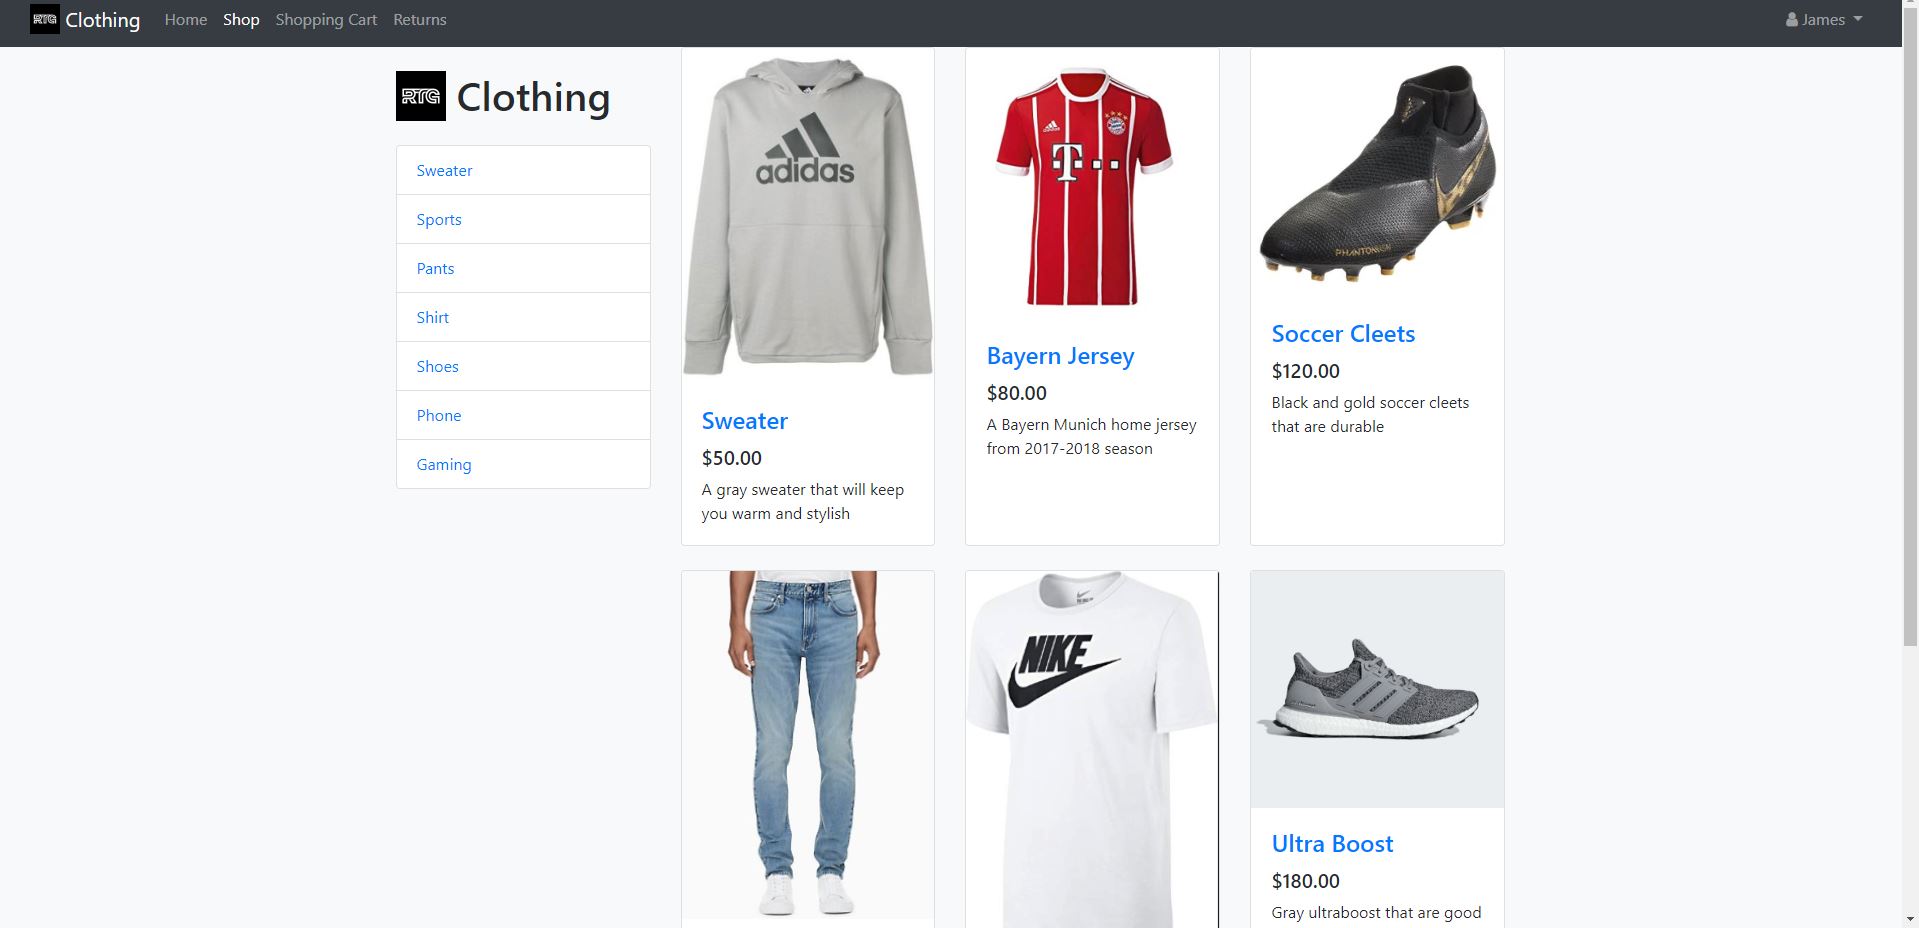 RTG Clothing Home Shop Shopping Cart Returns James
RTG Clothing
Sweater
Sports
Pants
Shirt
Shoes
Phone
Gaming
adidas
Sweater
$50.00
A gray sweater that will keep
you warm and stylish
T
Bayern Jersey
$80.00
A Bayern Munich home jersey
from 2017-2018 season
Soccer Cleets
$120.00
Black and gold soccer cleets
that are durable
NIKE
Ultra Boost
$180.00
Gray ultraboost that are good